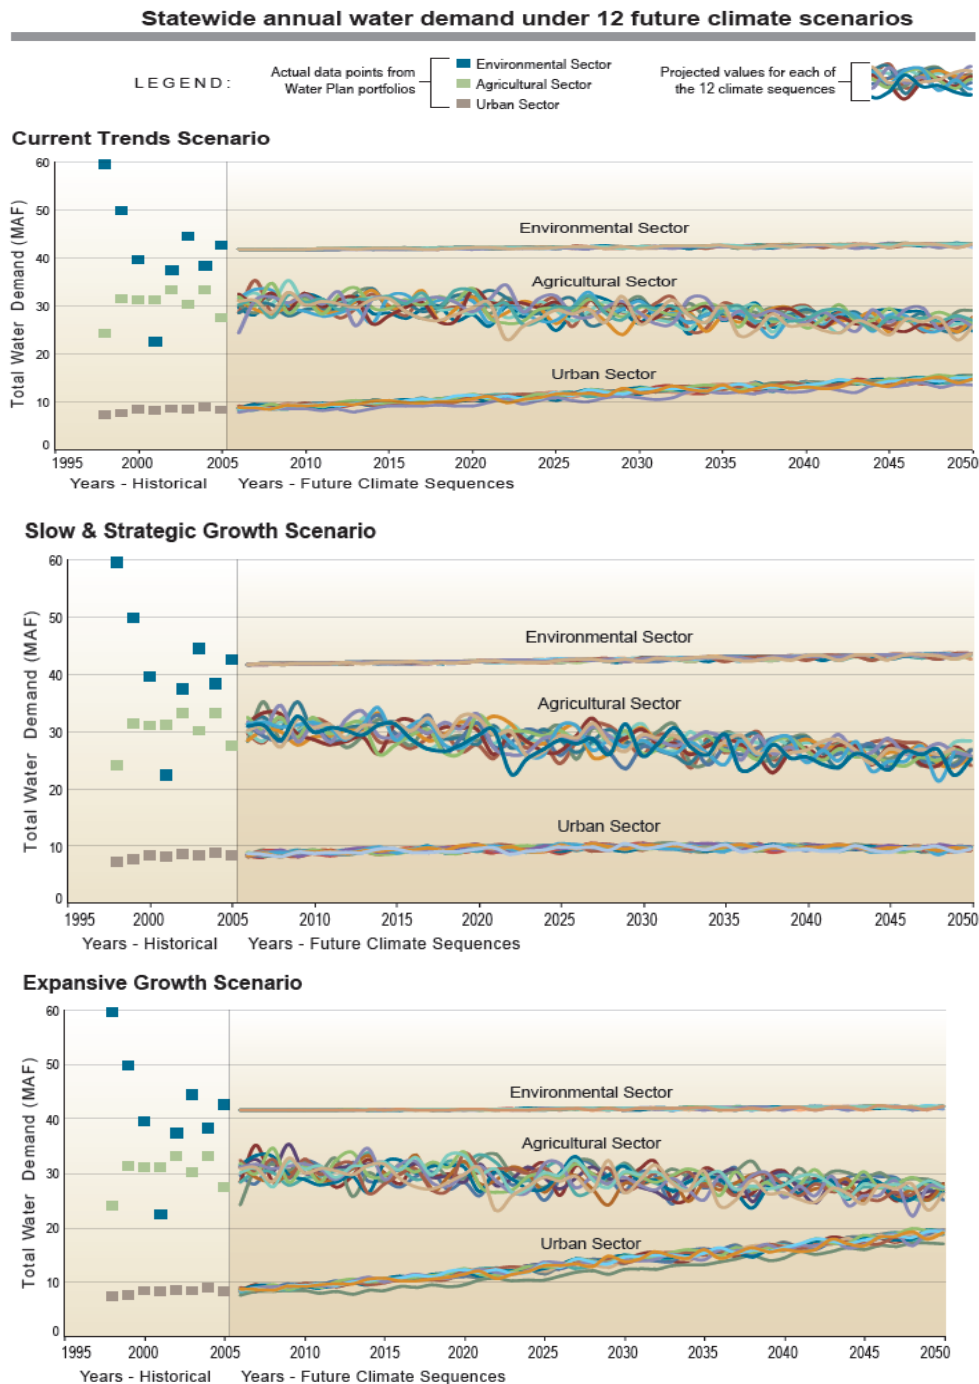 Statewide annual water demand under 12 future climate scenarios
LEGEND:
Actual data points from
Water Plan portfolios
Environmental Sector
Agricultural Sector
Urban Sector
Projected values for each of
the 12 climate sequences
Current Trends Scenario
Total Water Demand (MAF)
60
50
40
30
20
10
0
Environmental Sector
Agricultural Sector
Urban Sector
1995 2000 2005 2010 2015 2020 2025 2030 2035 2040 2045 2050
Years - Historical Years - Future Climate Sequences
Slow & Strategic Growth Scenario
Total Water Demand (MAF)
60
50
40
30
20
10
0
Environmental Sector
Agricultural Sector
Urban Sector
1995 2000 2005 2010 2015 2020 2025 2030 2035 2040 2045 2050
Years - Historical Years - Future Climate Sequences
Expansive Growth Scenario
Total Water Demand (MAF)
60
50
40
30
20
10
0
Environmental Sector
Agricultural Sector
Urban Sector
1995 2000 2005 2010 2015 2020 2025 2030 2035 2040 2045 2050
Years - Historical Years - Future Climate Sequences